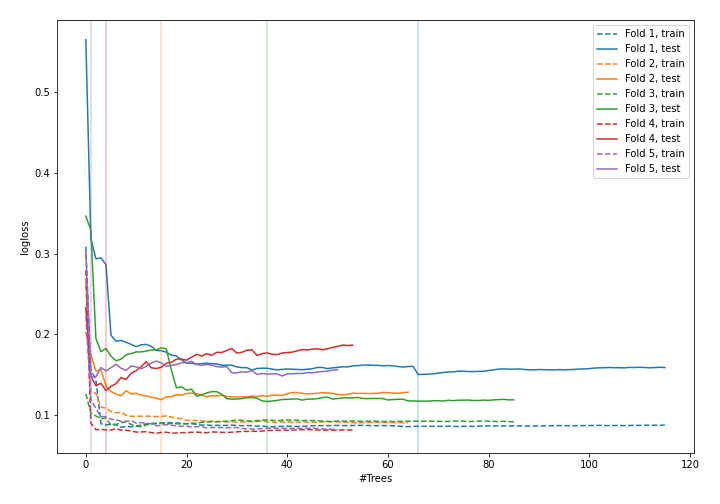 Fold 1, train
Fold 1, test
Fold 2, train
Fold 2, test
Fold 3, train
Fold 3, test
Fold 4, train
Fold 4, test
Fold 5, train
Fold 5, test
logloss
0.5
0.4
0.3
0.2
0.1
0 20 40 60 80 100 120
#Trees